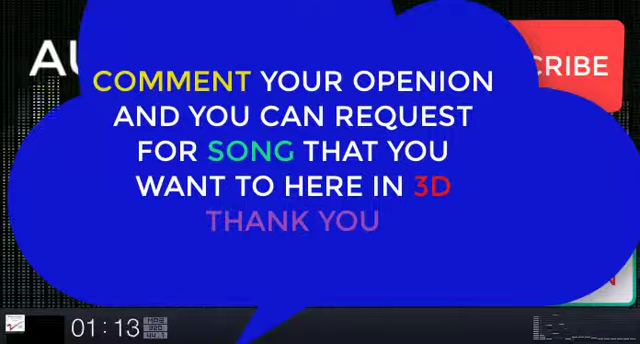 AU
CRIBE
COMMENT YOUR OPENION
AND YOU CAN REQUEST
FOR SONG THAT YOU
WANT TO HERE IN 3D
THANK YOU
N
01:13